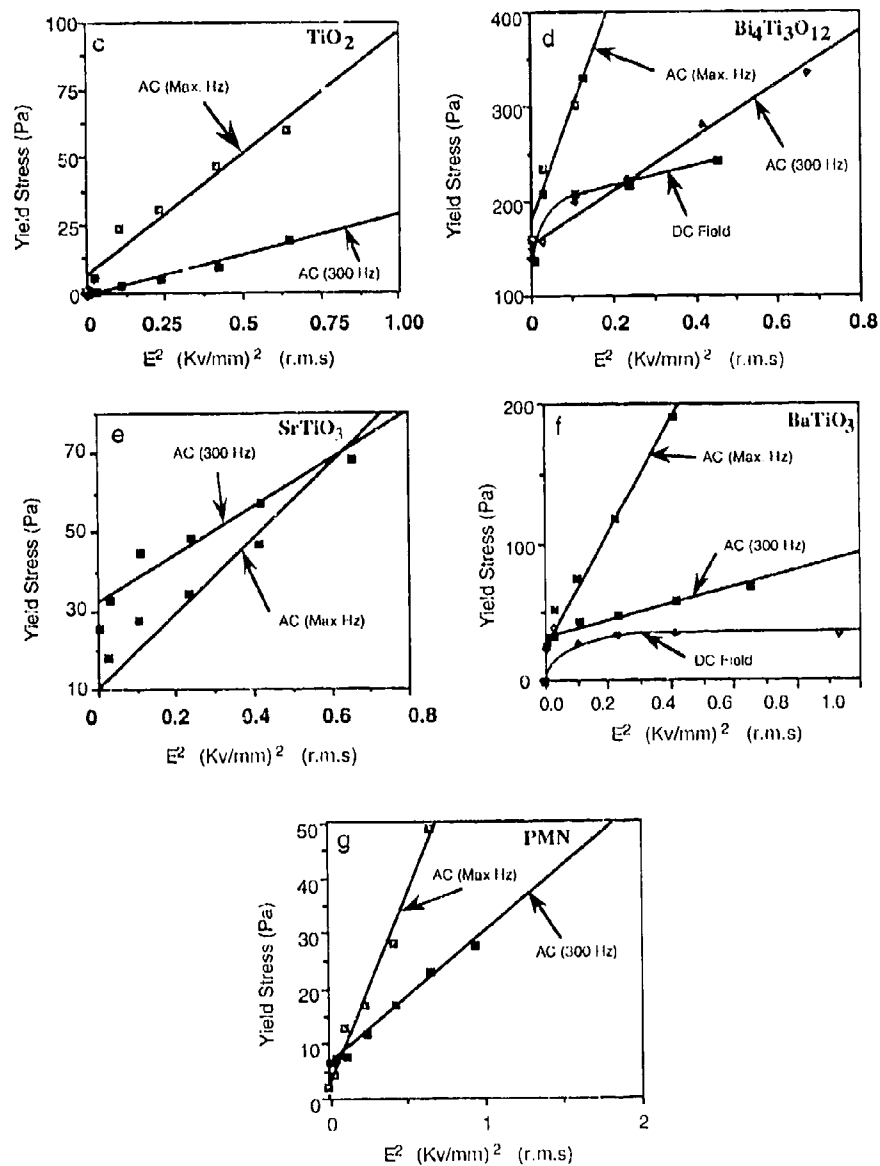 c
TiO2
100
75
50
25
0
AC (Max. Hz)
AC (300 Hz)
Yield Stress (Pa)
0
0.25
0.50
0.75
1.00
E2 (Kv/mm) 2 (r.m.s)
d
Bi4Ti3O12
400
300
200
100
AC (Max. Hz)
AC (300 Hz)
DC Field
Yield Stress (Pa)
0
0.2
0.4
0.6
0.8
E2 (Kv/mm) 2 (r.m.s)
e
SrTiO3
70
50
30
10
AC (300 Hz)
AC (Max Hz)
Yield Stress (Pa)
0
0.2
0.4
0.6
0.8
E2 (Kv/mm) 2 (r.m.s)
f
BaTiO3
200
100
0
AC (Max. Hz)
AC (300 Hz)
DC Field
Yield Stress (Pa)
0.0
0.2
0.4
0.6
0.8
1.0
E2 (Kv/mm) 2 (r.m.s)
g
PMN
50
40
30
20
10
0
AC (Max Hz)
AC (300 Hz)
Yield Stress (Pa)
0
1
2
E2 (Kv/mm) 2 (r.m.s)